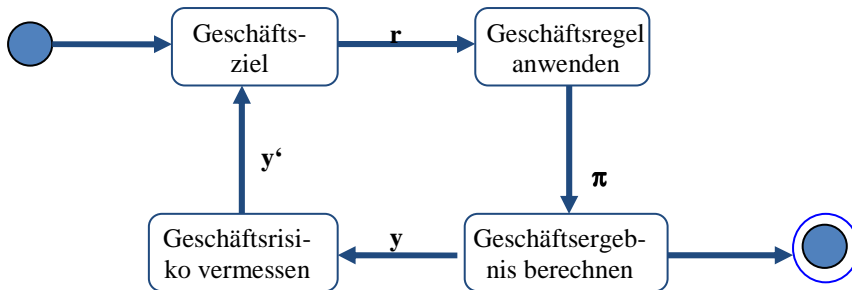 Geschäfts-
ziel
r
Geschäftsregel
anwenden
y‘
π
Geschäftsrisi-
ko vermessen
y
Geschäftsergeb-
nis berechnen